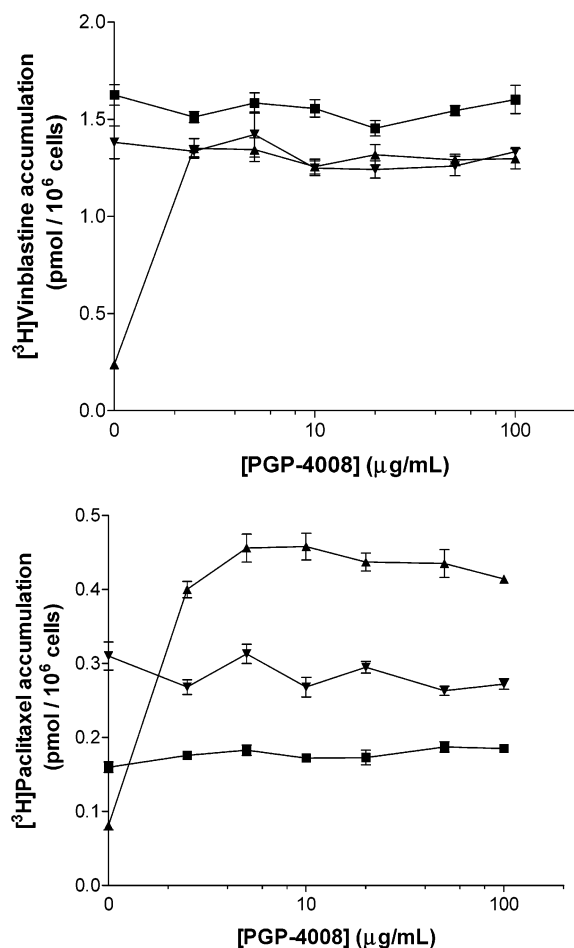 2.0
1.5
1.0
0.5
0.0
[³H]Vinblastine accumulation
(pmol / 10⁶ cells)
0 10 100
[PGP-4008] (μg/mL)
0.5
0.4
0.3
0.2
0.1
0.0
[³H]Paclitaxel accumulation
(pmol / 10⁶ cells)
0 10 100
[PGP-4008] (μg/mL)